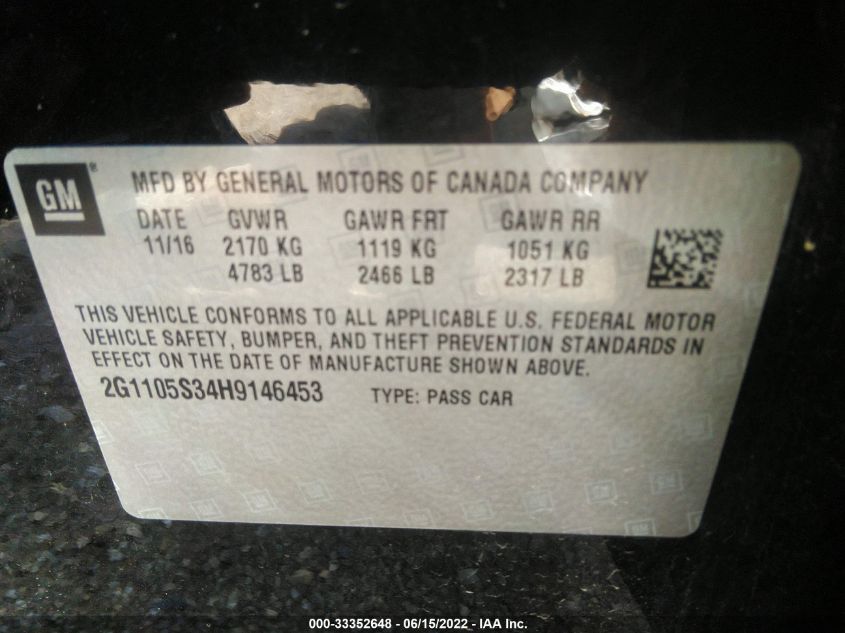 GM®
MFD BY GENERAL MOTORS OF CANADA COMPANY
DATE GVWR GAWR FRT GAWR RR
11/16 2170 KG 1119 KG 1051 KG
4783 LB 2466 LB 2317 LB
THIS VEHICLE CONFORMS TO ALL APPLICABLE U.S. FEDERAL MOTOR
VEHICLE SAFETY, BUMPER, AND THEFT PREVENTION STANDARDS IN
EFFECT ON THE DATE OF MANUFACTURE SHOWN ABOVE.
2G1105S34H9146453 TYPE: PASS CAR
000-33352648 - 06/15/2022 - IAA Inc.